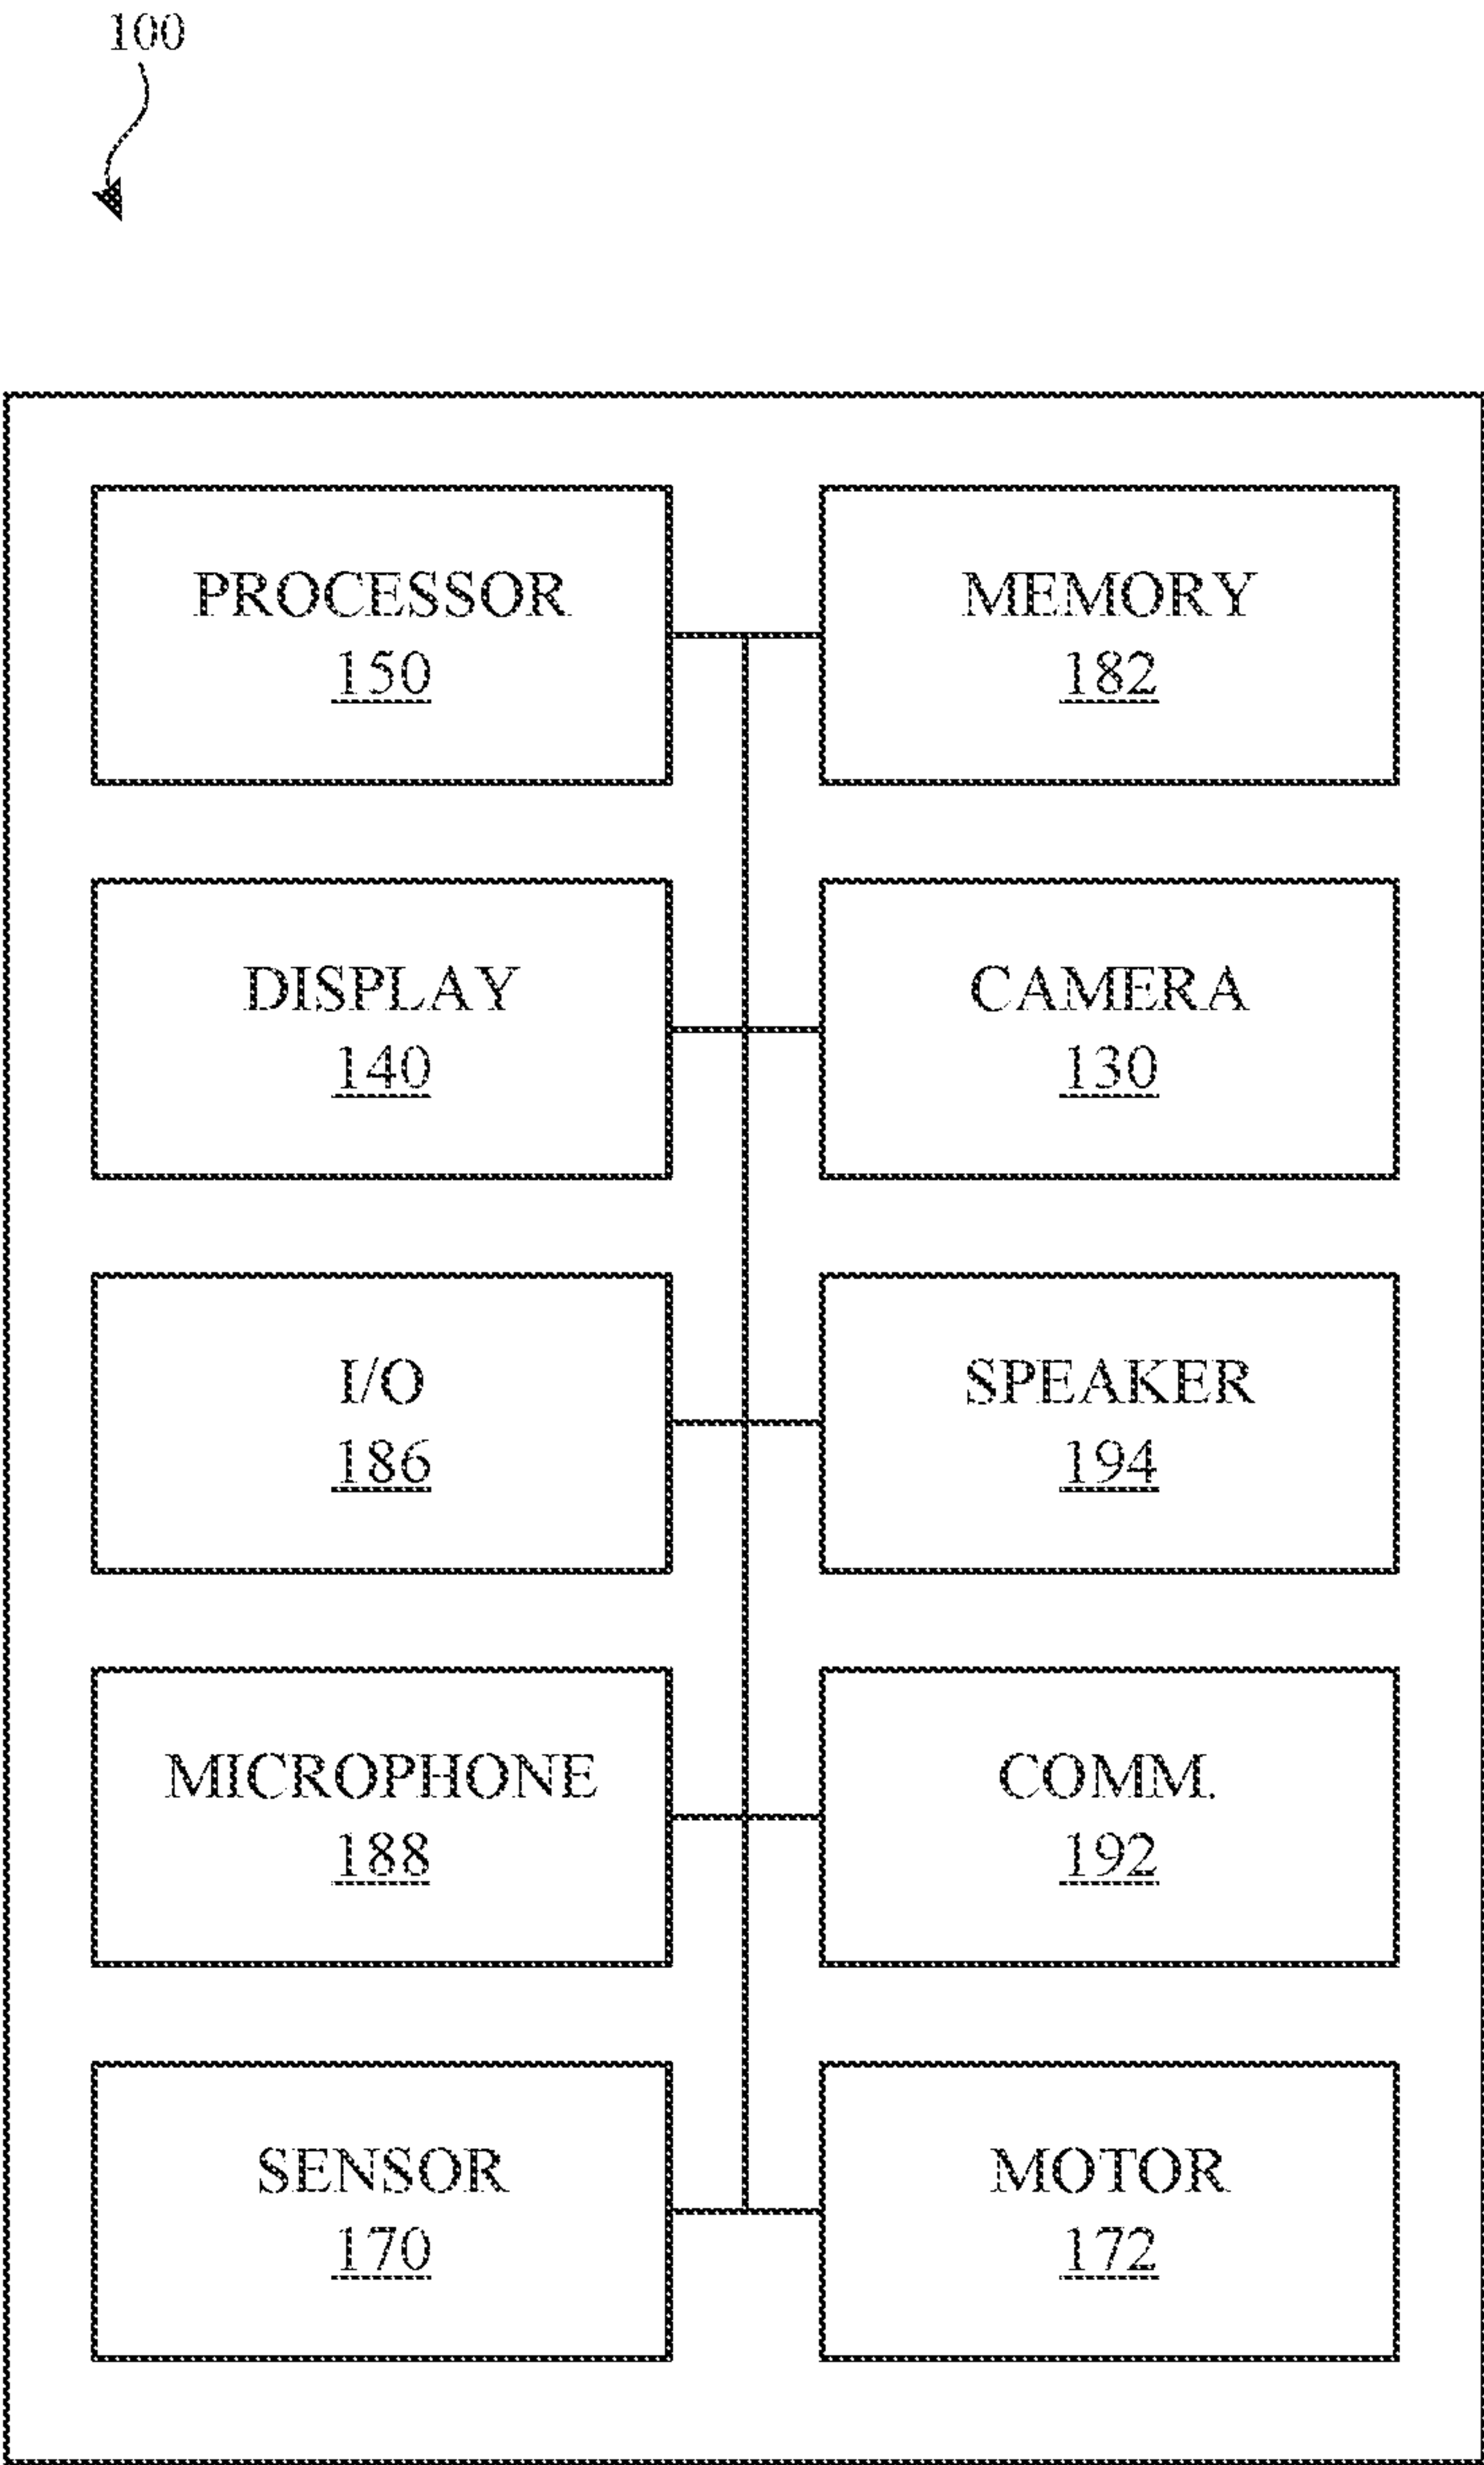 100
PROCESSOR
150
MEMORY
182
DISPLAY
140
CAMERA
130
I/O
186
SPEAKER
194
MICROPHONE
188
COMM.
192
SENSOR
170
MOTOR
172